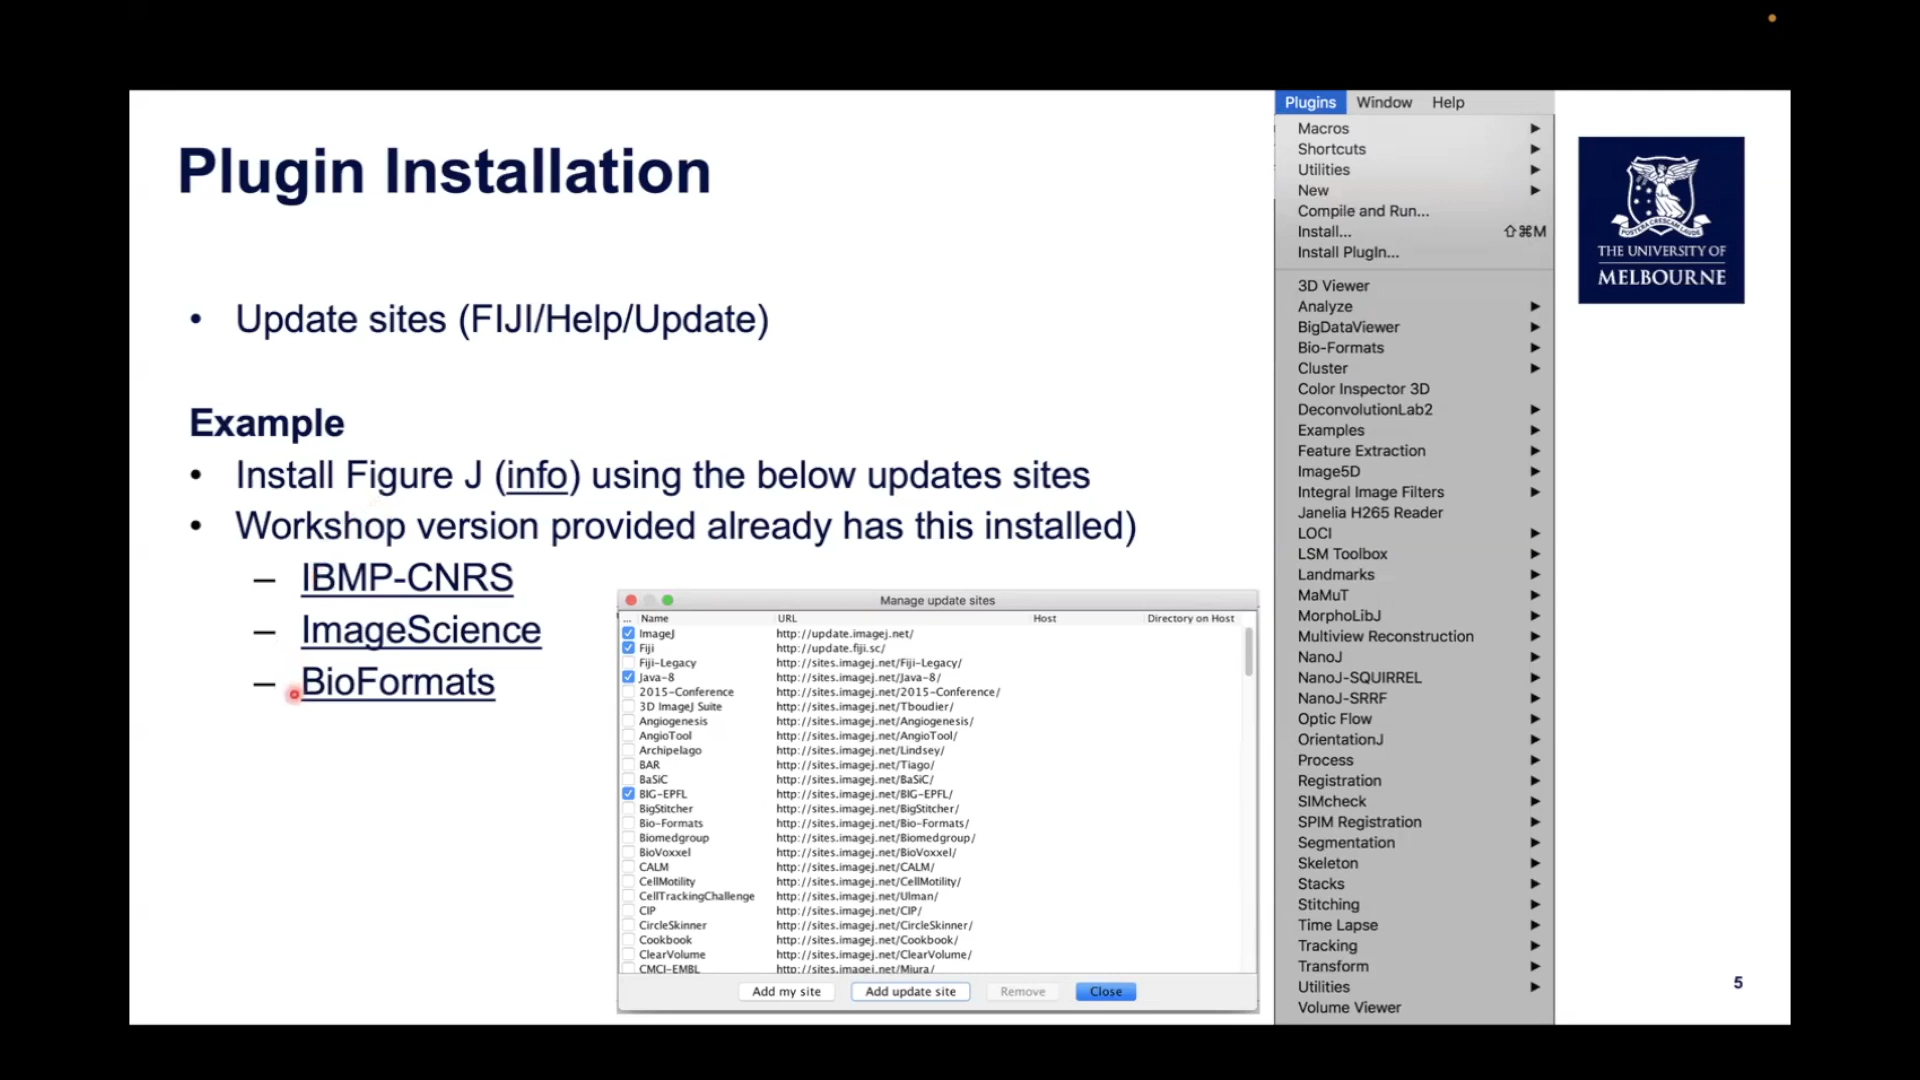 Plugin Installation
• Update sites (FIJI/Help/Update)
Example
• Install Figure J (info) using the below updates sites
• Workshop version provided already has this installed)
– IBMP-CNRS
– ImageScience
– BioFormats
Manage update sites
... Name URL Host Directory on Host
ImageJ http://update.imagej.net/
Fiji http://update.fiji.sc/
Fiji-Legacy http://sites.imagej.net/Fiji-Legacy/
Java-8 http://sites.imagej.net/Java-8/
2015-Conference http://sites.imagej.net/2015-Conference/
3D ImageJ Suite http://sites.imagej.net/Tboudier/
Angiogenesis http://sites.imagej.net/Angiogenesis/
AngioTool http://sites.imagej.net/AngioTool/
Archipelago http://sites.imagej.net/Lindsey/
BAR http://sites.imagej.net/Tiago/
BaSiC http://sites.imagej.net/BaSiC/
BIG-EPFL http://sites.imagej.net/BIG-EPFL/
BigStitcher http://sites.imagej.net/BigStitcher/
Bio-Formats http://sites.imagej.net/Bio-Formats/
Biomedgroup http://sites.imagej.net/Biomedgroup/
BioVoxxel http://sites.imagej.net/BioVoxxel/
CALM http://sites.imagej.net/CALM/
CellMotility http://sites.imagej.net/CellMotility/
CellTrackingChallenge http://sites.imagej.net/Ulman/
CIP http://sites.imagej.net/CIP/
CircleSkinner http://sites.imagej.net/CircleSkinner/
Cookbook http://sites.imagej.net/Cookbook/
ClearVolume http://sites.imagej.net/ClearVolume/
CMCI-EMBL http://sites.imagej.net/Miura/
Add my site Add update site Remove Close
Plugins Window Help
Macros
Shortcuts
Utilities
New
Compile and Run...
Install... ⇧⌘M
Install PlugIn...
3D Viewer
Analyze
BigDataViewer
Bio-Formats
Cluster
Color Inspector 3D
DeconvolutionLab2
Examples
Feature Extraction
Image5D
Integral Image Filters
Janelia H265 Reader
LOCI
LSM Toolbox
Landmarks
MaMuT
MorphoLibJ
Multiview Reconstruction
NanoJ
NanoJ-SQUIRREL
NanoJ-SRRF
Optic Flow
OrientationJ
Process
Registration
SIMcheck
SPIM Registration
Segmentation
Skeleton
Stacks
Stitching
Time Lapse
Tracking
Transform
Utilities
Volume Viewer
POSTERA CRESCAM LAUDE
THE UNIVERSITY OF
MELBOURNE
5